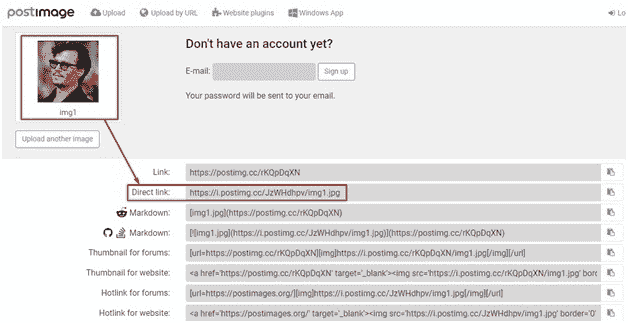 postimage Upload Upload by URL Website plugins Windows App Lo
Don't have an account yet?
E-mail: Sign up
img1
Your password will be sent to your email.
Upload another image
Link: https://postimg.cc/rKQpDqXN
Direct link: https://i.postimg.cc/JzWHdhpv/img1.jpg
Markdown: [img1.jpg](https://postimg.cc/rKQpDqXN)
Markdown: [![img1.jpg](https://i.postimg.cc/JzWHdhpv/img1.jpg)](https://postimg.cc/rKQpDqXN)
Thumbnail for forums: [url=https://postimg.cc/rKQpDqXN][img]https://i.postimg.cc/rKQpDqXN/img1.jpg[/img][/url]
Thumbnail for website: <a href='https://postimg.cc/rKQpDqXN' target='_blank'><img src='https://i.postimg.cc/rKQpDqXN/img1.jpg' bord
Hotlink for forums: [url=https://postimages.org/][img]https://i.postimg.cc/JzWHdhpv/img1.jpg[/img][/url]
Hotlink for website: <a href='https://postimages.org/' target='_blank'><img src='https://i.postimg.cc/JzWHdhpv/img1.jpg' border='0'